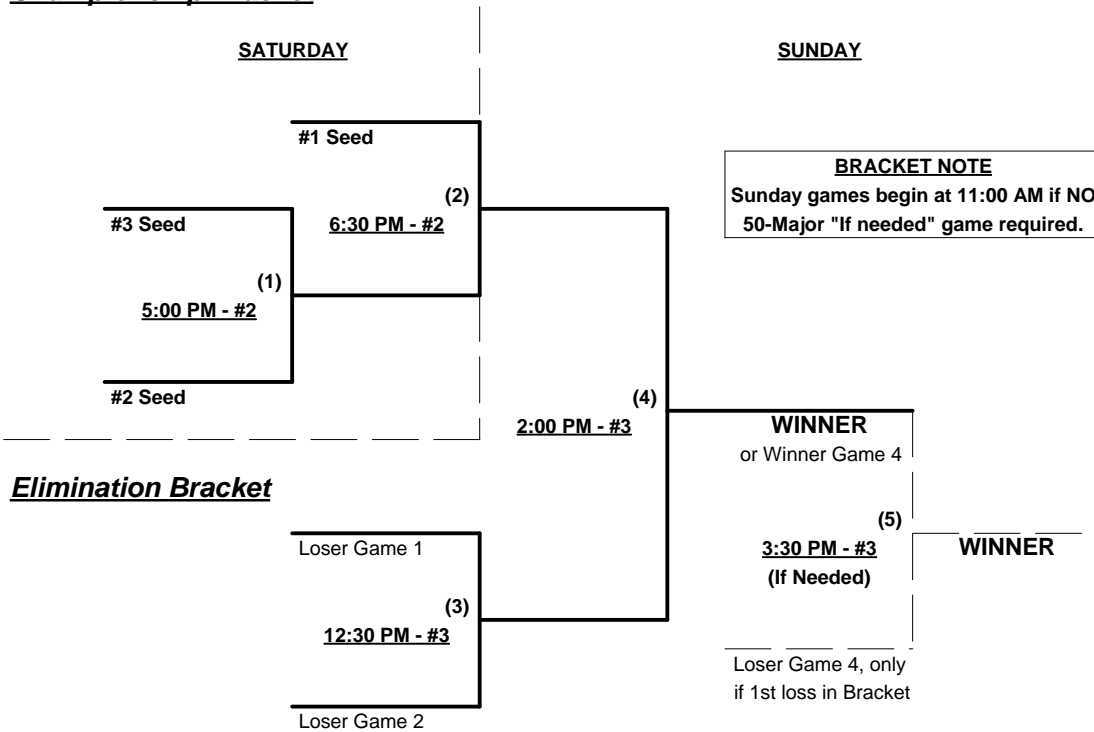 SATURDAY
SUNDAY
#1 Seed
BRACKET NOTE
Sunday games begin at 11:00 AM if NO
50-Major "If needed" game required.
(2)
6:30 PM - #2
#3 Seed
(1)
5:00 PM - #2
#2 Seed
(4)
2:00 PM - #3
WINNER
or Winner Game 4
Elimination Bracket
Loser Game 1
(5)
3:30 PM - #3
(If Needed)
WINNER
(3)
12:30 PM - #3
Loser Game 4, only
if 1st loss in Bracket
Loser Game 2